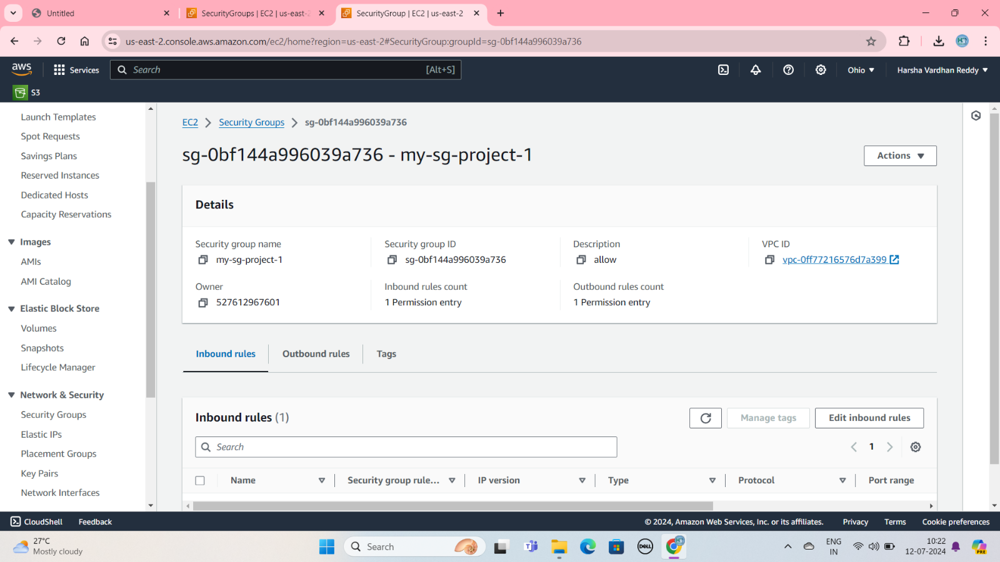 Untitled
SecurityGroups | EC2 | us-east-2
SecurityGroup | EC2 | us-east-2
us-east-2.console.aws.amazon.com/ec2/home?region=us-east-2#SecurityGroup:groupId=sg-0bf144a996039a736
aws
Services
Search
[Alt+S]
Ohio
Harsha Vardhan Reddy
S3
Launch Templates
Spot Requests
Savings Plans
Reserved Instances
Dedicated Hosts
Capacity Reservations
Images
AMIs
AMI Catalog
Elastic Block Store
Volumes
Snapshots
Lifecycle Manager
Network & Security
Security Groups
Elastic IPs
Placement Groups
Key Pairs
Network Interfaces
EC2
Security Groups
sg-0bf144a996039a736
sg-0bf144a996039a736 - my-sg-project-1
Actions
Details
Security group name
my-sg-project-1
Security group ID
sg-0bf144a996039a736
Description
allow
VPC ID
vpc-0ff77216576d7a399
Owner
527612967601
Inbound rules count
1 Permission entry
Outbound rules count
1 Permission entry
Inbound rules
Outbound rules
Tags
Inbound rules (1)
Manage tags
Edit inbound rules
Search
1
Name
Security group rule...
IP version
Type
Protocol
Port range
CloudShell
Feedback
© 2024, Amazon Web Services, Inc. or its affiliates.
Privacy
Terms
Cookie preferences
27°C
Mostly cloudy
Search
DELL
ENG
IN
10:22
12-07-2024
PRE